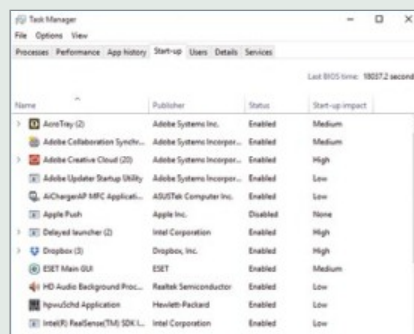 Task Manager
File Options View
Processes Performance App history Start-up Users Details Services
Last BIOS time: 18037.2 second
Name Publisher Status Start-up impact
AcroTray (2) Adobe Systems Inc. Enabled Medium
Adobe Collaboration Synchr... Adobe Systems Incorpor... Enabled Medium
Adobe Creative Cloud (20) Adobe Systems Incorpor... Enabled High
Adobe Updater Startup Utility Adobe Systems Incorpor... Enabled Low
AiChargerAP MFC Applicati... ASUSTek Computer Inc. Enabled Low
Apple Push Apple Inc. Disabled None
Delayed launcher (2) Intel Corporation Enabled High
Dropbox (3) Dropbox, Inc. Enabled High
ESET Main GUI ESET Enabled Medium
HD Audio Background Proc... Realtek Semiconductor Enabled Low
hpwuSchd Application Hewlett-Packard Enabled Low
Intel(R) RealSense(TM) SDK I... Intel Corporation Enabled Low